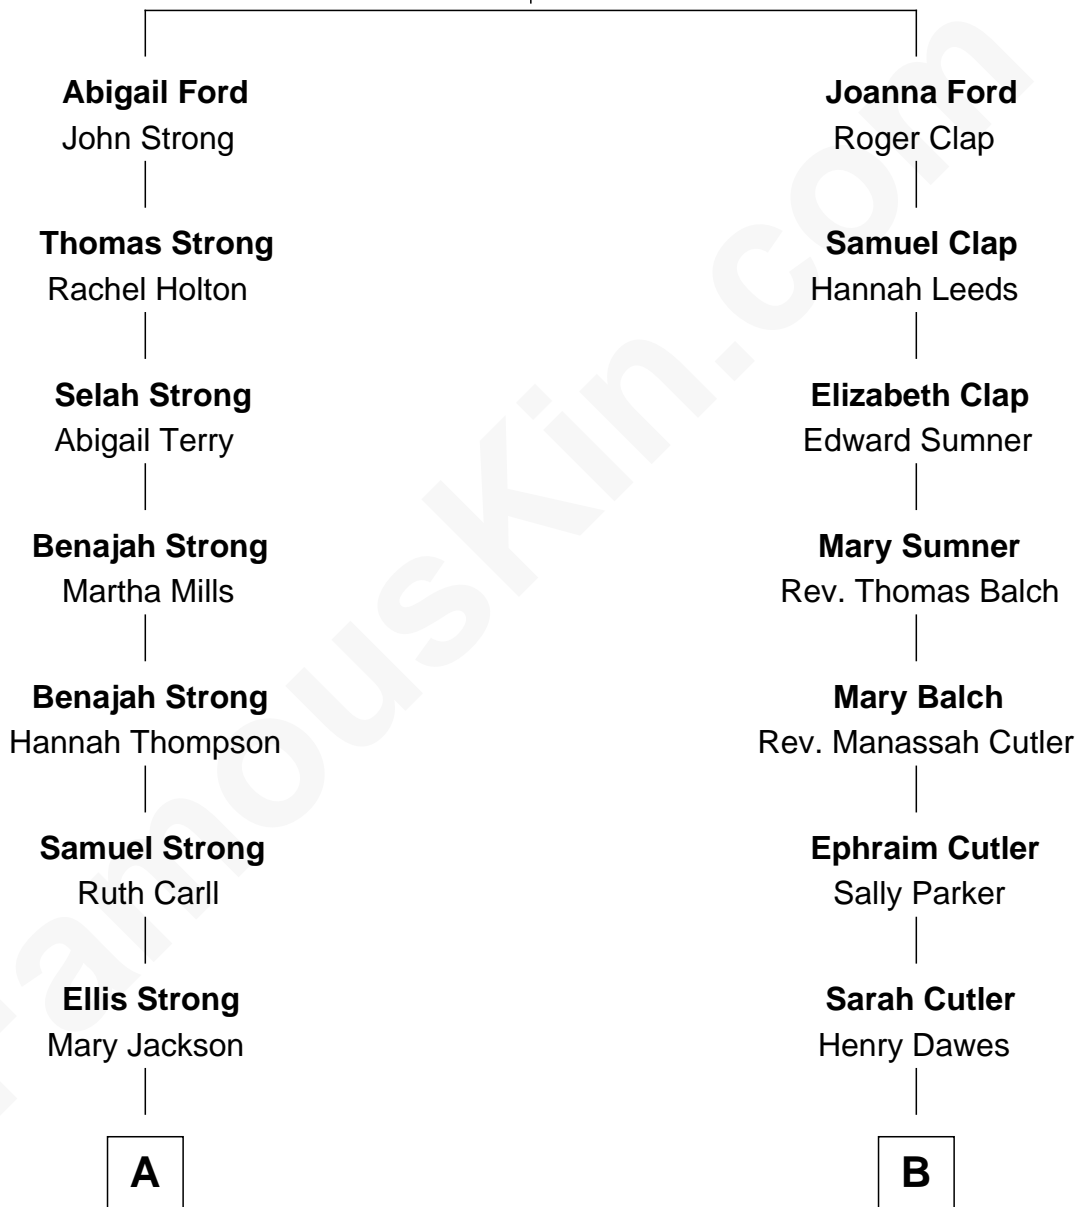 Abigail Ford
John Strong
Thomas Strong
Rachel Holton
Selah Strong
Abigail Terry
Benajah Strong
Martha Mills
Benajah Strong
Hannah Thompson
Samuel Strong
Ruth Carll
Ellis Strong
Mary Jackson
A
Joanna Ford
Roger Clap
Samuel Clap
Hannah Leeds
Elizabeth Clap
Edward Sumner
Mary Sumner
Rev. Thomas Balch
Mary Balch
Rev. Manassah Cutler
Ephraim Cutler
Sally Parker
Sarah Cutler
Henry Dawes
B
FamousKin.com